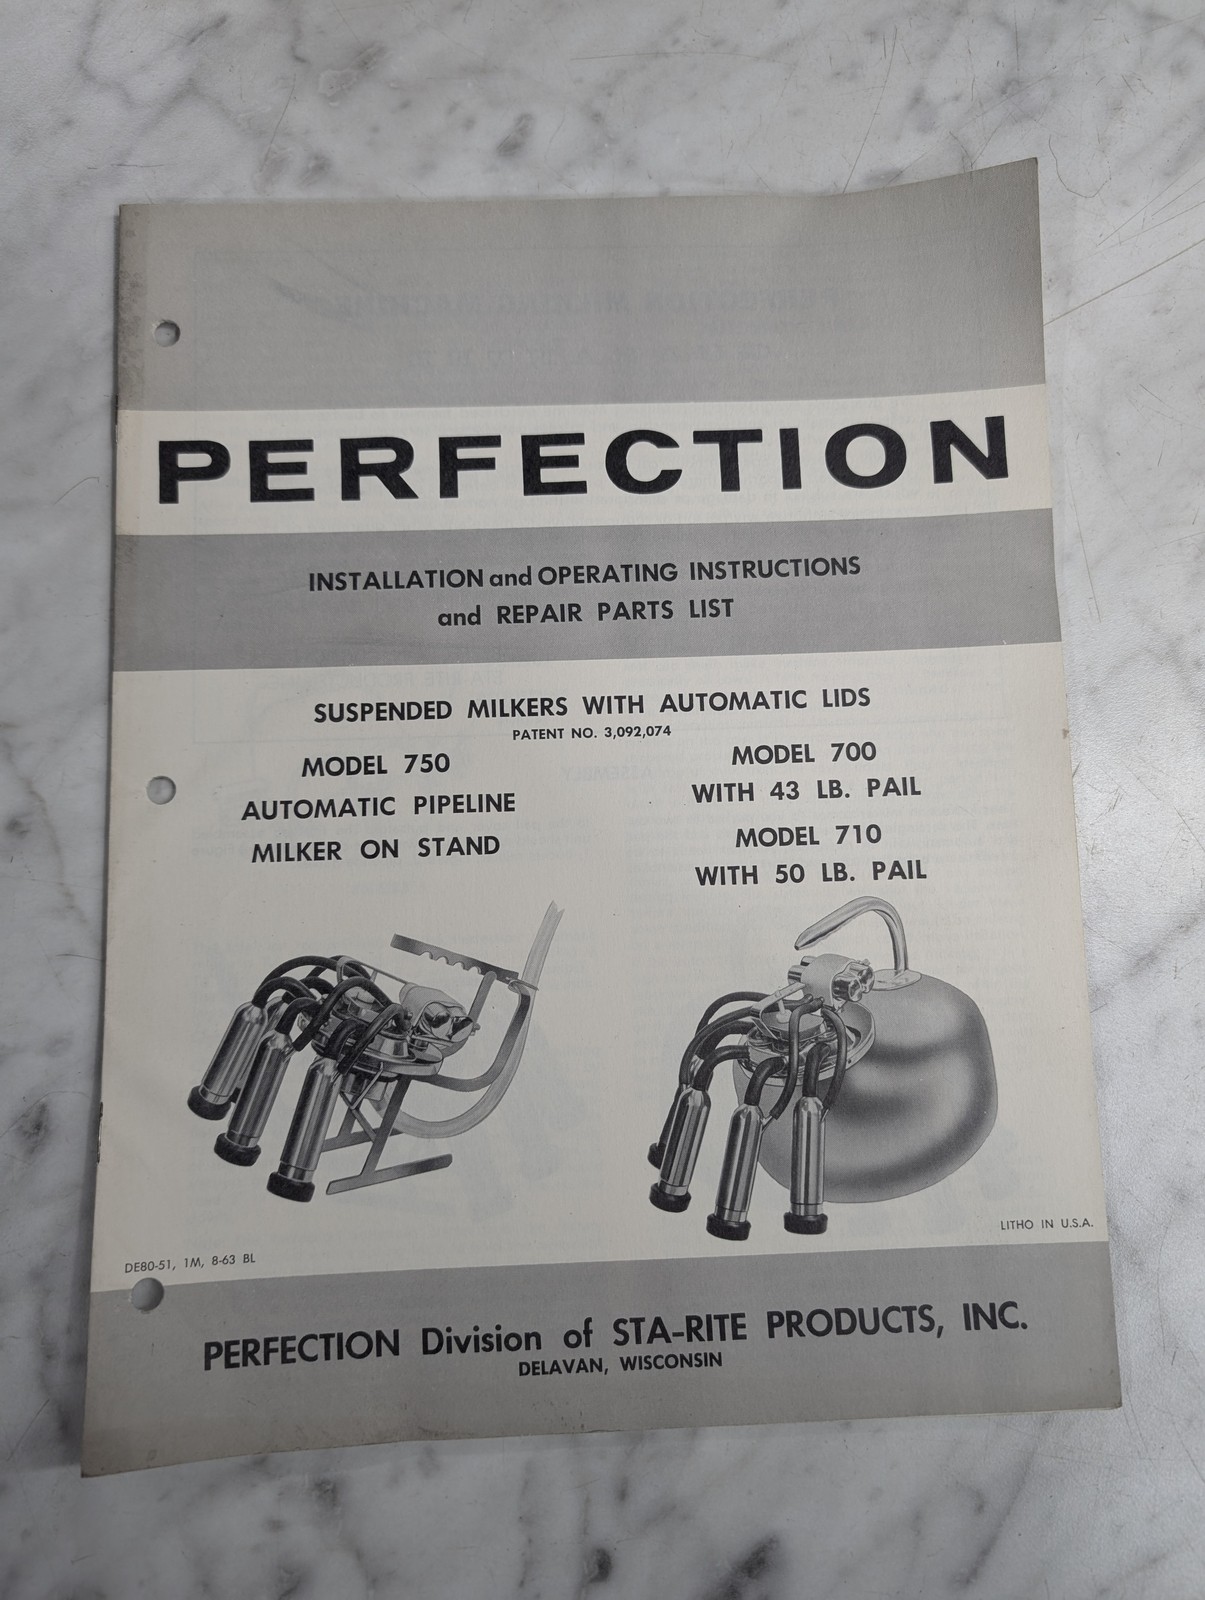 PERFECTION
INSTALLATION and OPERATING INSTRUCTIONS
and REPAIR PARTS LIST
SUSPENDED MILKERS WITH AUTOMATIC LIDS
PATENT NO. 3,092,074
MODEL 750
AUTOMATIC PIPELINE
MILKER ON STAND
MODEL 700
WITH 43 LB. PAIL
MODEL 710
WITH 50 LB. PAIL
LITHO IN U.S.A.
DE80-51, 1M, 8-63 BL
PERFECTION Division of STA-RITE PRODUCTS, INC.
DELAVAN, WISCONSIN